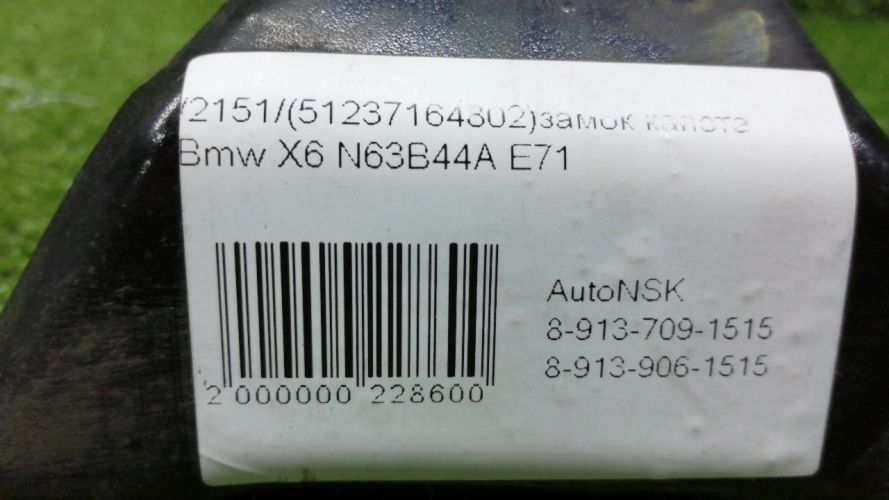 /2151/(51237164802)замок капота
Bmw X6 N63B44A E71
AutoNSK
8-913-709-1515
8-913-906-1515
2 000000 228600